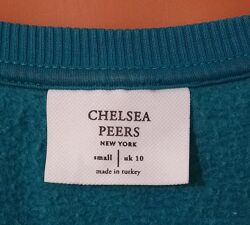 CHELSEA
PEERS
NEW YORK
small | uk 10
made in turkey